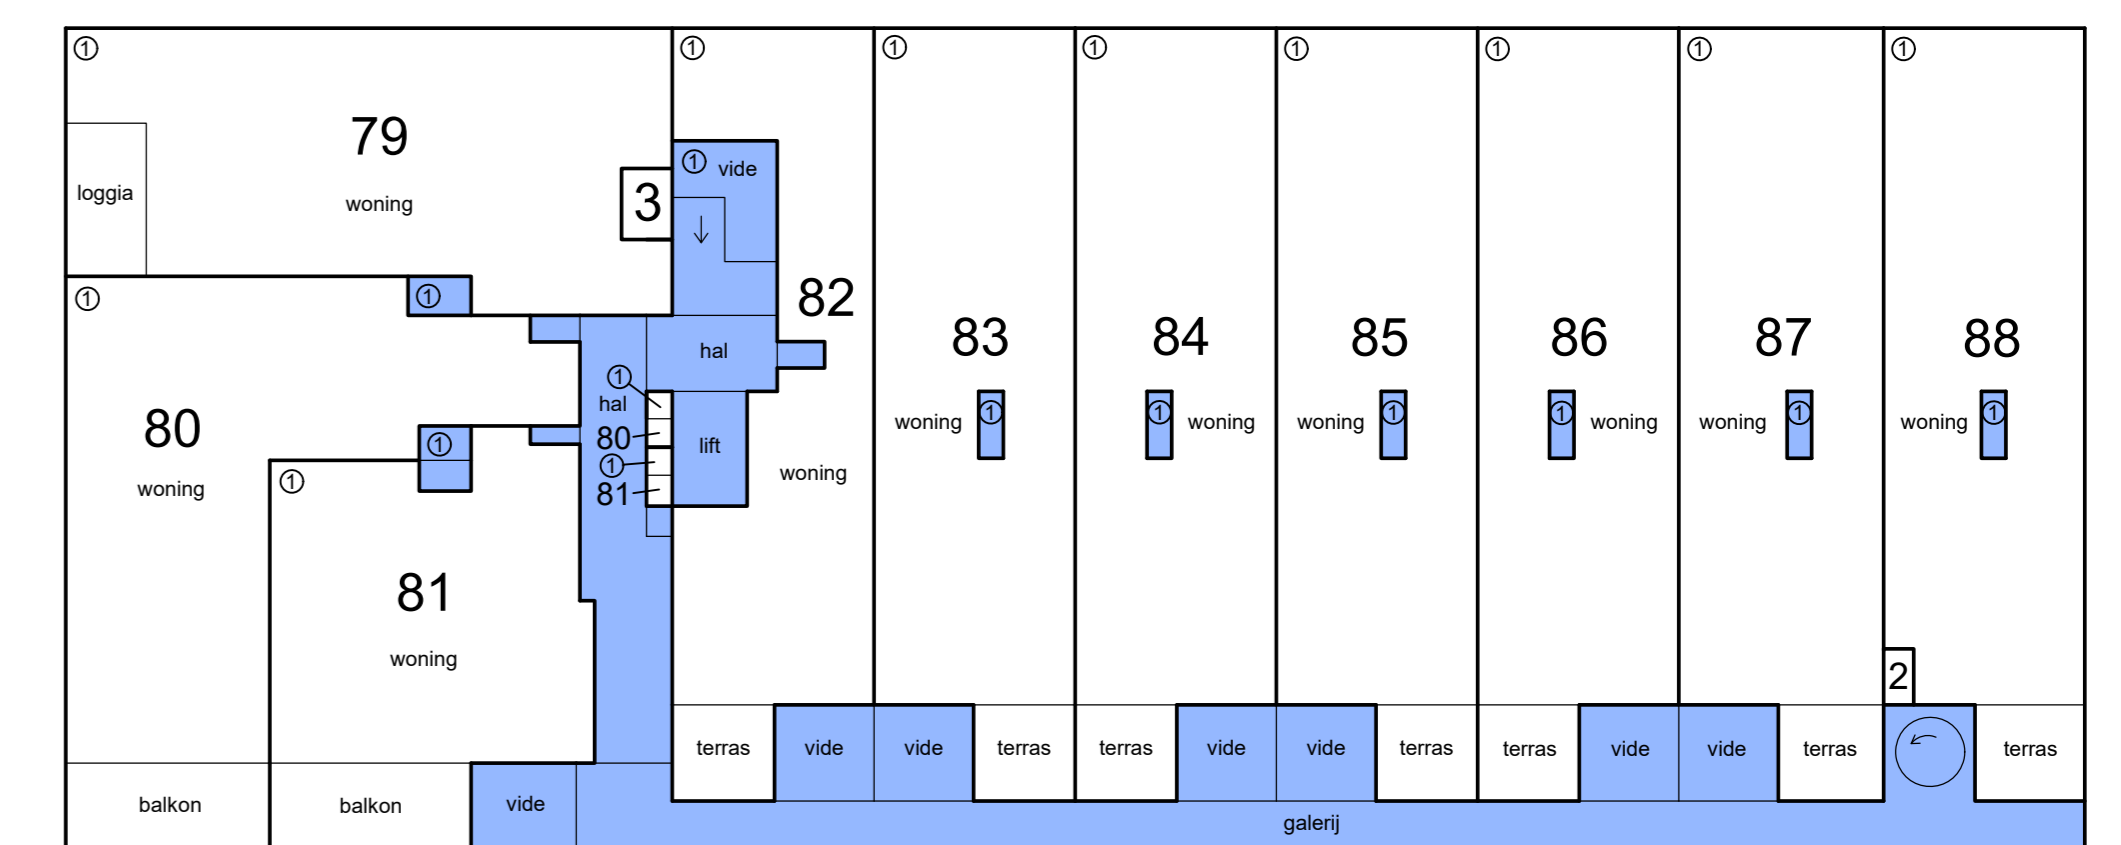 ① ① ① ① ① ① ① ①
79
woning
loggia
3
① vide
①
①
82
83
84
85
86
87
88
hal
①
hal
80
①
81
lift
woning
80
woning
①
①
81
woning
woning ①
① woning
woning ①
① woning
woning ①
woning ①
2
terras vide vide terras terras vide vide terras terras vide vide terras terras
balkon balkon vide
galerij